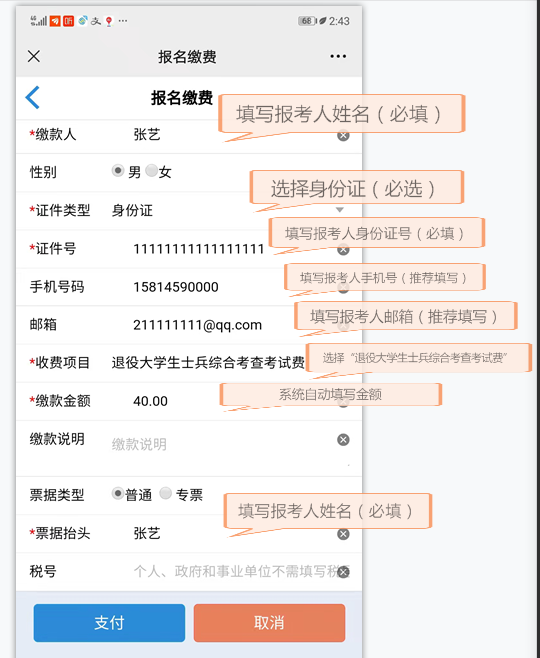 68 2:43
报名缴费
报名缴费
填写报考人姓名（必填）
*缴款人 张艺
性别 男 女
选择身份证（必选）
*证件类型 身份证
填写报考人身份证号（必填）
*证件号 11111111111111111
填写报考人手机号（推荐填写）
手机号码 15814590000
填写报考人邮箱（推荐填写）
邮箱 211111111@qq.com
选择“退役大学生士兵综合考查考试费”
*收费项目 退役大学生士兵综合考查考试费
系统自动填写金额
*缴款金额 40.00
缴款说明 缴款说明
票据类型 普通 专票
填写报考人姓名（必填）
*票据抬头 张艺
税号 个人、政府和事业单位不需填写税
支付 取消